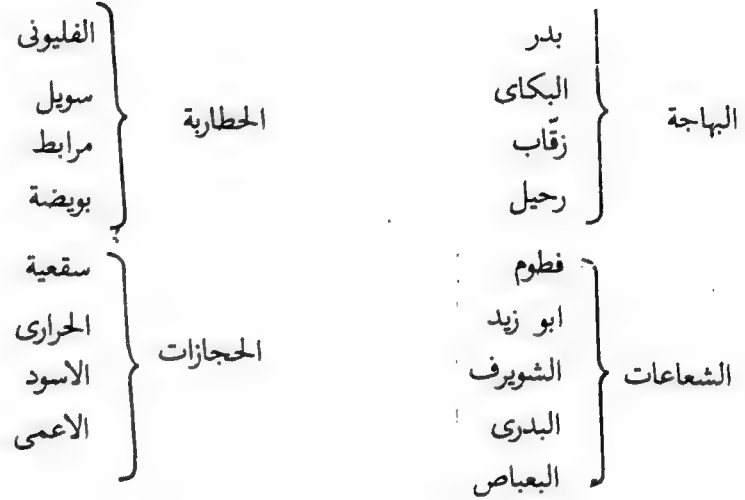 البهاجة
بدر
البكاى
زقّاب
رحيل
الشعاعات
فطوم
ابو زيد
الشويرف
البدرى
البعباص
الحطاربة
الفليونى
سويل
مرابط
بويضة
الحجازات
سقعية
الحرارى
الاسود
الاعمى